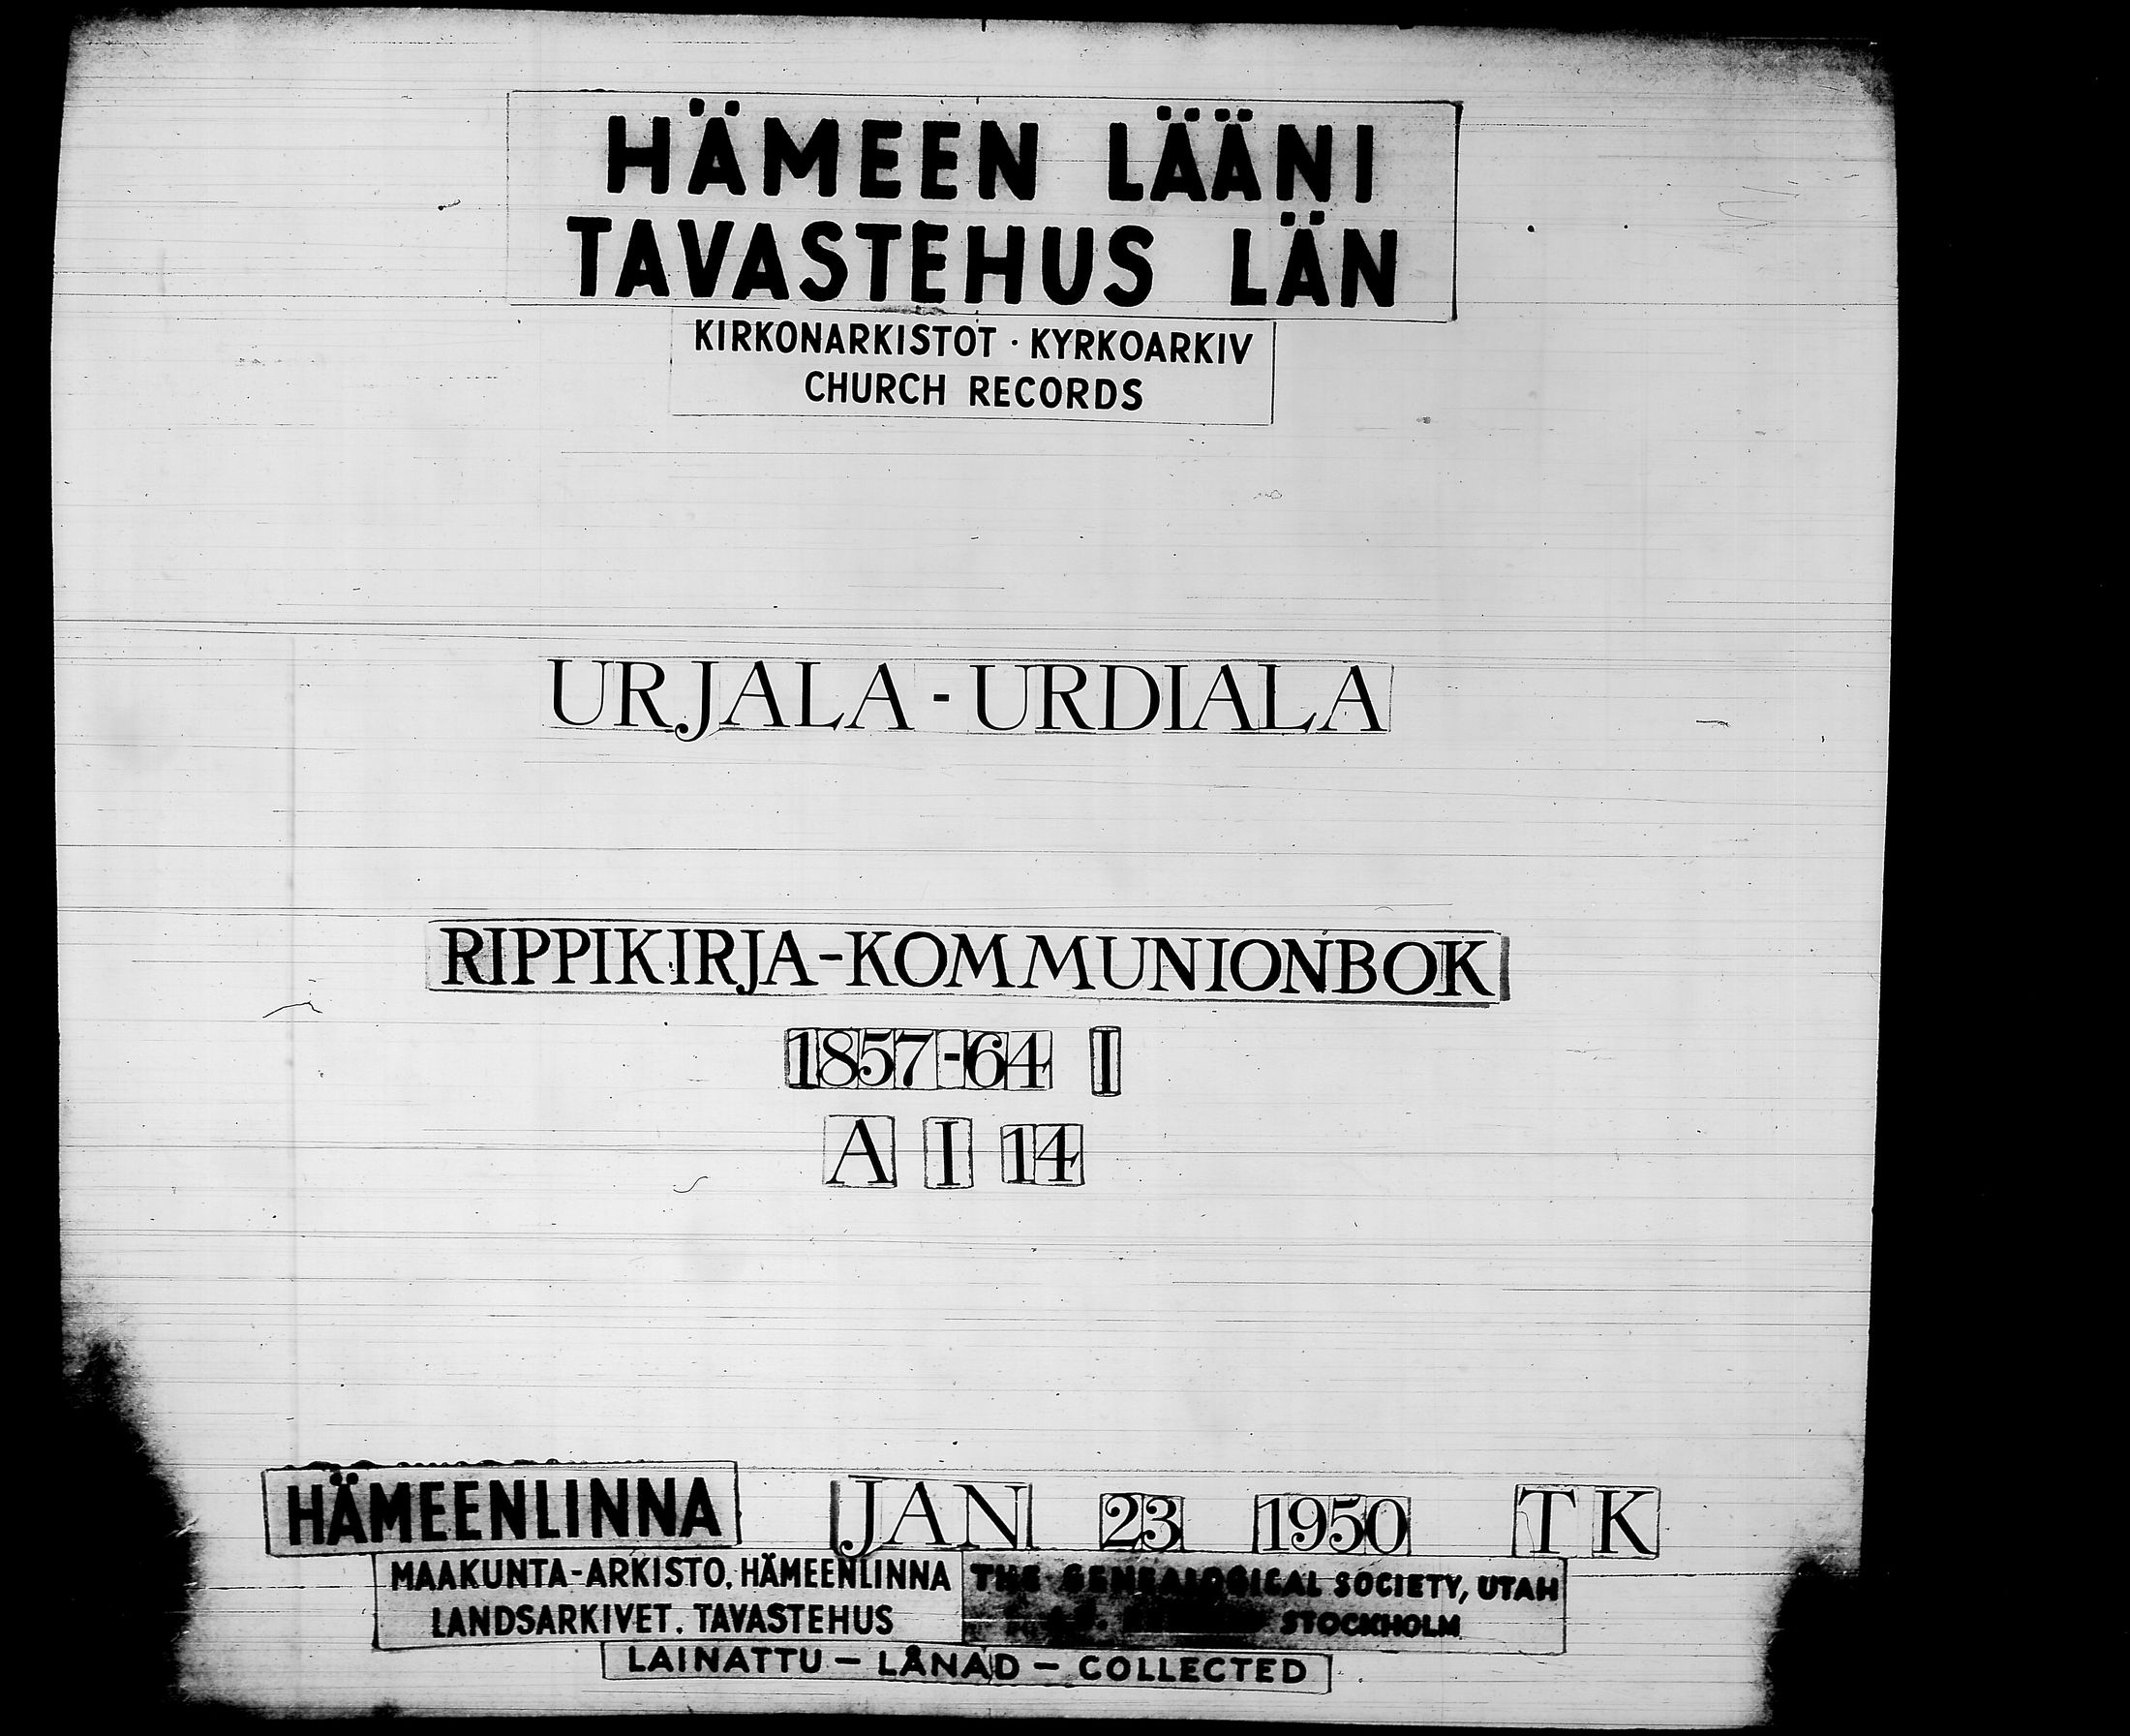 HÄMEEN LÄÄNI
TAVASTEHUS LÄN
KIRKONARKISTOT · KYRKOARKIV
CHURCH RECORDS
URJALA - URDIALA
RIPPIKIRJA-KOMMUNIONBOK
1857-64 I
A I 14
HÄMEENLINNA JAN 23 1950 TK
MAAKUNTA-ARKISTO, HÄMEENLINNA THE GENEALOGICAL SOCIETY, UTAH
LANDSARKIVET. TAVASTEHUS STOCKHOLM
LAINATTU – LÅNAD – COLLECTED